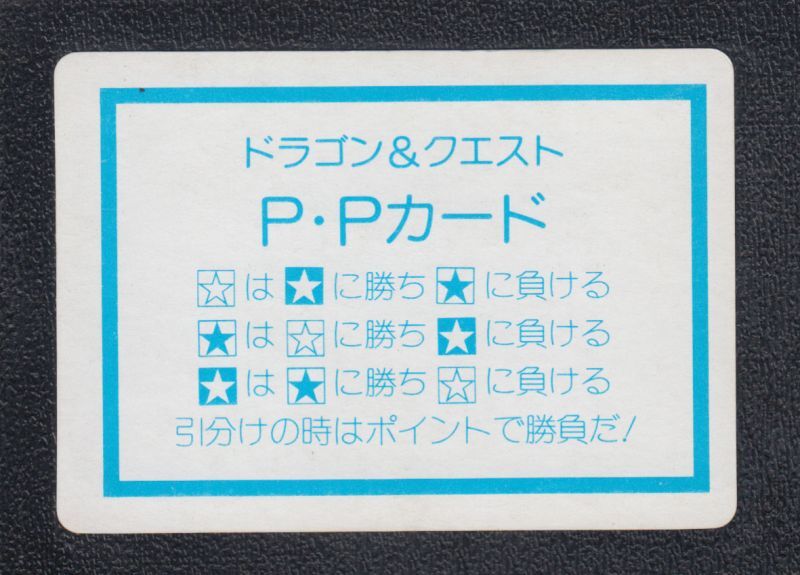 ドラゴン&クエスト
P・Pカード
☆は★に勝ち★に負ける
★は☆に勝ち★に負ける
★は★に勝ち☆に負ける
引分けの時はポイントで勝負だ!